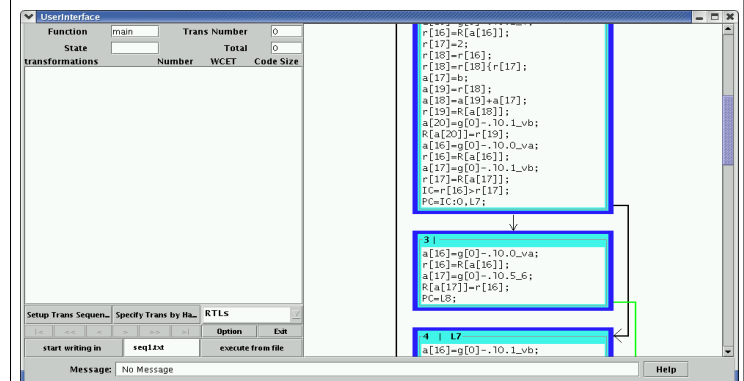 UserInterface
Function main Trans Number 0
State Total 0
transformations Number WCET Code Size
Setup Trans Sequen... Specify Trans by Ha... RTLs
|< << < > >> >| Option Exit
start writing in seq1.txt execute from file
Message: No Message Help
r[16]=R[a[16]];
r[17]=2;
r[18]=r[16];
r[18]=r[18]{r[17];
a[17]=b;
a[19]=r[18];
a[18]=a[19]+a[17];
r[19]=R[a[18]];
a[20]=g[0]-.10.1_vb;
R[a[20]]=r[19];
a[16]=g[0]-.10.0_va;
r[16]=R[a[16]];
a[17]=g[0]-.10.1_vb;
r[17]=R[a[17]];
IC=r[16]>r[17];
PC=IC:0,L7;
3 |
a[16]=g[0]-.10.0_va;
r[16]=R[a[16]];
a[17]=g[0]-.10.5_6;
R[a[17]]=r[16];
PC=L8;
4 | L7
a[16]=g[0]-.10.1_vb;